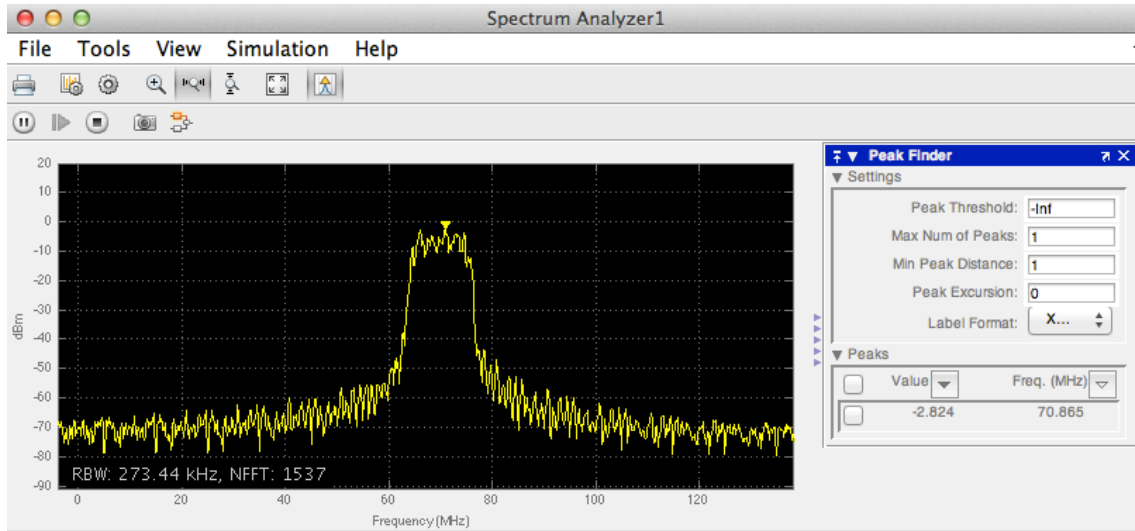 Spectrum Analyzer1
File Tools View Simulation Help
20
10
0
-10
-20
-30
-40
-50
-60
-70
-80
-90
dBm
RBW: 273.44 kHz, NFFT: 1537
0 20 40 60 80 100 120
Frequency (MHz)
Peak Finder
Settings
Peak Threshold: -Inf
Max Num of Peaks: 1
Min Peak Distance: 1
Peak Excursion: 0
Label Format: X...
Peaks
Value Freq. (MHz)
-2.824 70.865